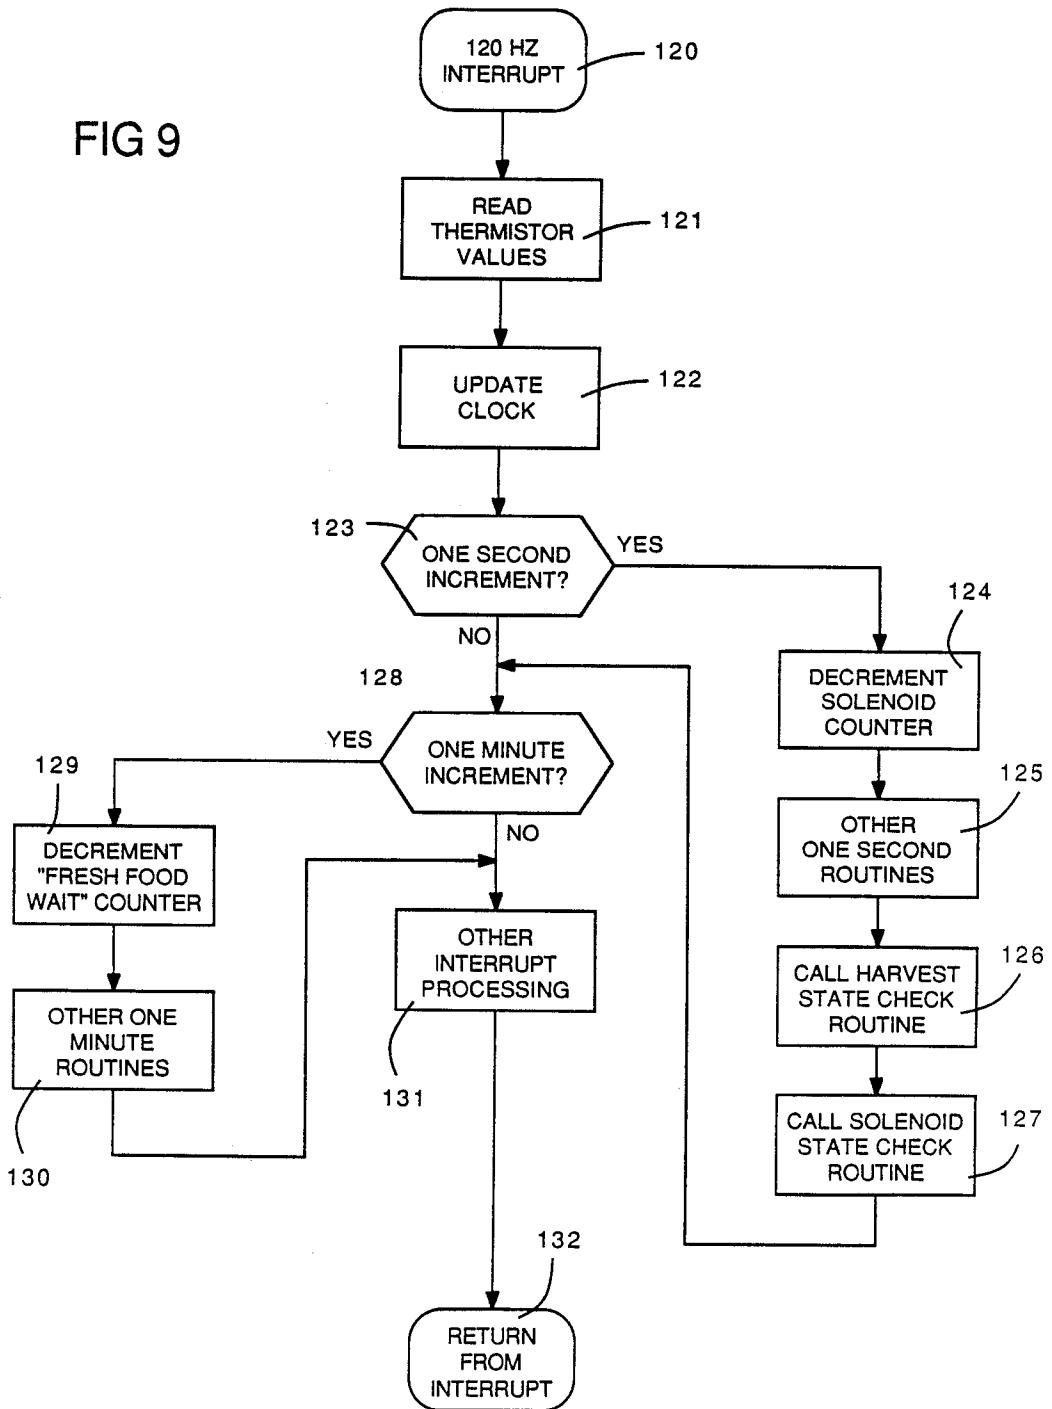 FIG 9
120 HZ
INTERRUPT
120
READ
THERMISTOR
VALUES
121
UPDATE
CLOCK
122
123
ONE SECOND
INCREMENT?
YES
NO
124
DECREMENT
SOLENOID
COUNTER
125
OTHER
ONE SECOND
ROUTINES
126
CALL HARVEST
STATE CHECK
ROUTINE
127
CALL SOLENOID
STATE CHECK
ROUTINE
128
ONE MINUTE
INCREMENT?
YES
NO
129
DECREMENT
"FRESH FOOD
WAIT" COUNTER
OTHER ONE
MINUTE
ROUTINES
130
OTHER
INTERRUPT
PROCESSING
131
132
RETURN
FROM
INTERRUPT